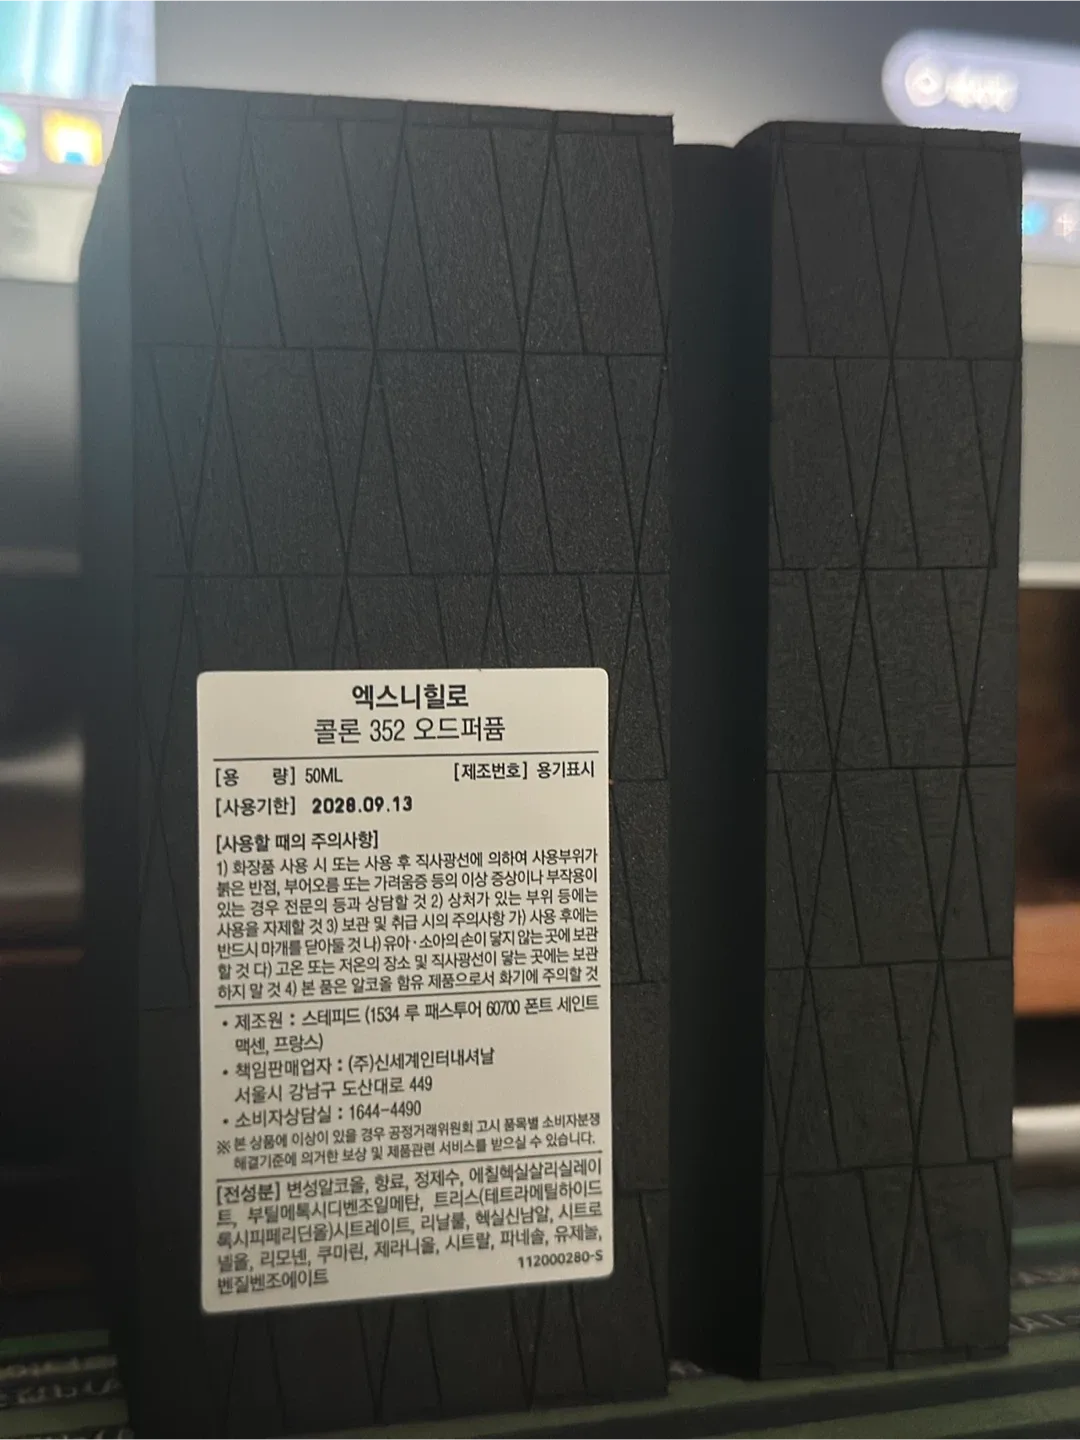 엑스니힐로
콜론 352 오드퍼퓸
[용 량] 50ML [제조번호] 용기표시
[사용기한] 2028.09.13
[사용할 때의 주의사항]
1) 화장품 사용 시 또는 사용 후 직사광선에 의하여 사용부위가
붉은 반점, 부어오름 또는 가려움증 등의 이상 증상이나 부작용이
있는 경우 전문의 등과 상담할 것 2) 상처가 있는 부위 등에는
사용을 자제할 것 3) 보관 및 취급 시의 주의사항 가) 사용 후에는
반드시 마개를 닫아둘 것 나) 유아·소아의 손이 닿지 않는 곳에 보관
할 것 다) 고온 또는 저온의 장소 및 직사광선이 닿는 곳에는 보관
하지 말 것 4) 본 품은 알코올 함유 제품으로서 화기에 주의할 것
• 제조원 : 스테피드 (1534 루 패스투어 60700 폰트 세인트
맥센, 프랑스)
• 책임판매업자 : (주)신세계인터내셔날
서울시 강남구 도산대로 449
• 소비자상담실 : 1644-4490
※ 본 상품에 이상이 있을 경우 공정거래위원회 고시 품목별 소비자분쟁
해결기준에 의거한 보상 및 제품관련 서비스를 받으실 수 있습니다.
[전성분] 변성알코올, 향료, 정제수, 에칠헥실살리실레이
트, 부틸메톡시디벤조일메탄, 트리스(테트라메틸하이드
록시피페리딘올)시트레이트, 리날룰, 헥실신남알, 시트로
넬올, 리모넨, 쿠마린, 제라니올, 시트랄, 파네솔, 유제놀,
벤질벤조에이트 112000280-S